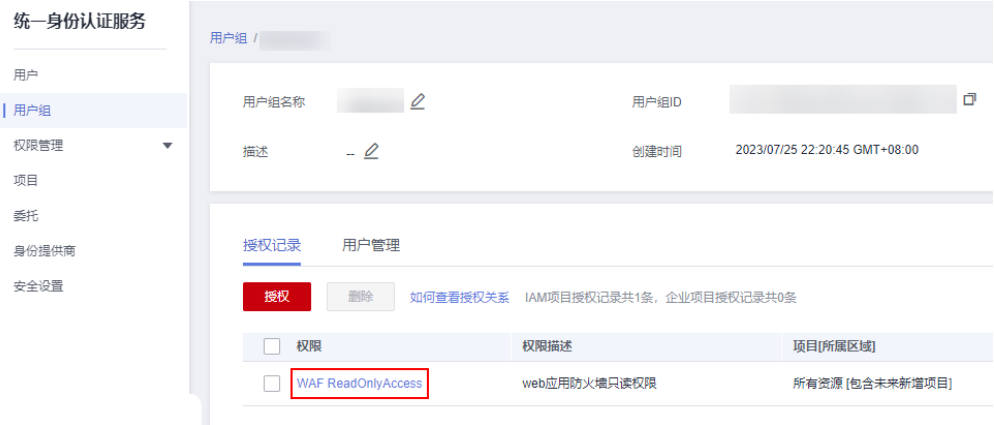 统一身份认证服务
用户
用户组
权限管理
项目
委托
身份提供商
安全设置
用户组 /
用户组名称
用户组ID
描述 --
创建时间 2023/07/25 22:20:45 GMT+08:00
授权记录 用户管理
授权 删除 如何查看授权关系 IAM项目授权记录共1条，企业项目授权记录共0条
权限 权限描述 项目[所属区域]
WAF ReadOnlyAccess web应用防火墙只读权限 所有资源 [包含未来新增项目]